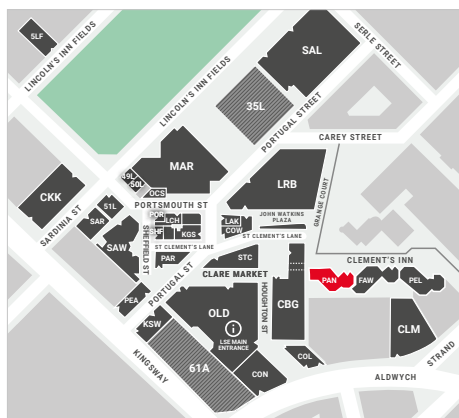 5LF
LINCOLN'S INN FIELDS
LINCOLN'S INN FIELDS
SAL
SERLE STREET
35L
PORTUGAL STREET
CAREY STREET
MAR
49L
50L
OCS
LRB
CKK
PORTSMOUTH ST
GRANGE COURT
SARDINIA ST
51L
SAR
POR
LCH
KGS
LAK
COW
JOHN WATKINS
PLAZA
SAW
SHEFFIELD ST
ST CLEMENT'S LANE
ST CLEMENT'S LANE
PAR
STC
CLEMENT'S INN
PORTUGAL ST
CLARE MARKET
HOUGHTON ST
PAN
FAW
PEL
PEA
OLD
CBG
KSW
LSE MAIN
ENTRANCE
CLM
KINGSWAY
61A
CON
COL
ALDWYCH
STRAND